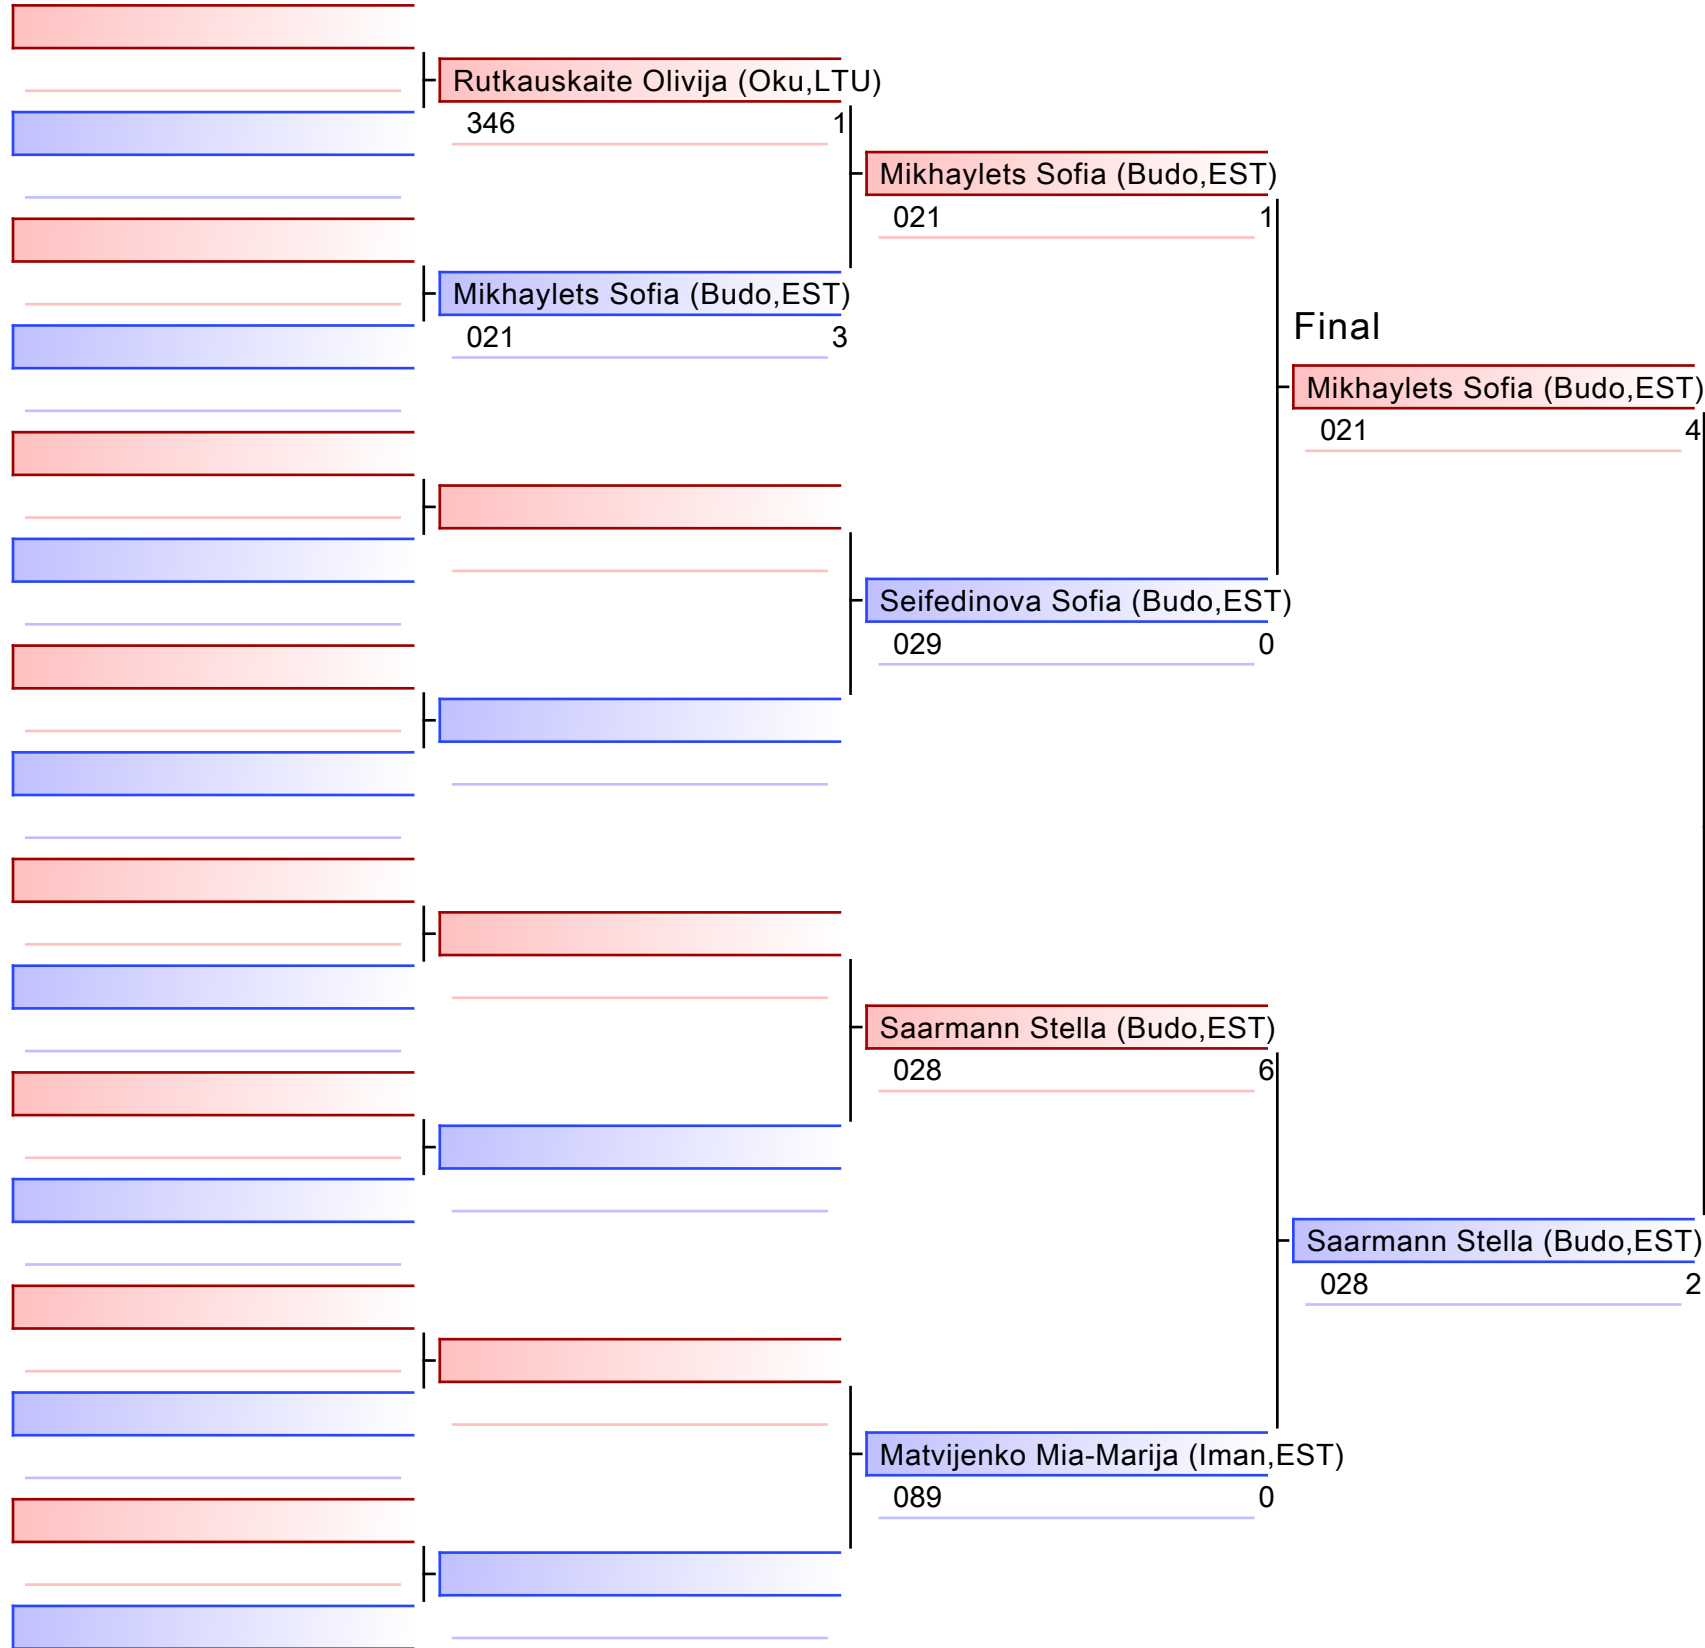 Rutkauskaite Olivija (Oku,LTU)
346 1
Mikhaylets Sofia (Budo,EST)
021 3
Mikhaylets Sofia (Budo,EST)
021 1
Seifedinova Sofia (Budo,EST)
029 0
Saarmann Stella (Budo,EST)
028 6
Matvijenko Mia-Marija (Iman,EST)
089 0
Final
Mikhaylets Sofia (Budo,EST)
021 4
Saarmann Stella (Budo,EST)
028 2